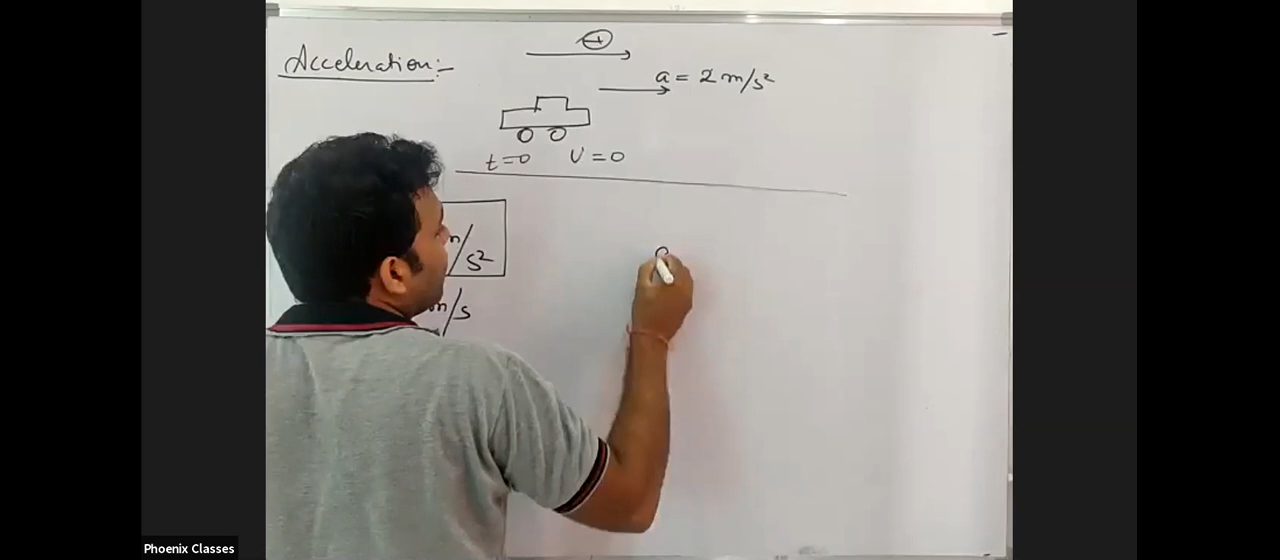 Acceleration:-
+
a = 2 m/s²
t=0 V=0
m/s²
m/s
Phoenix Classes